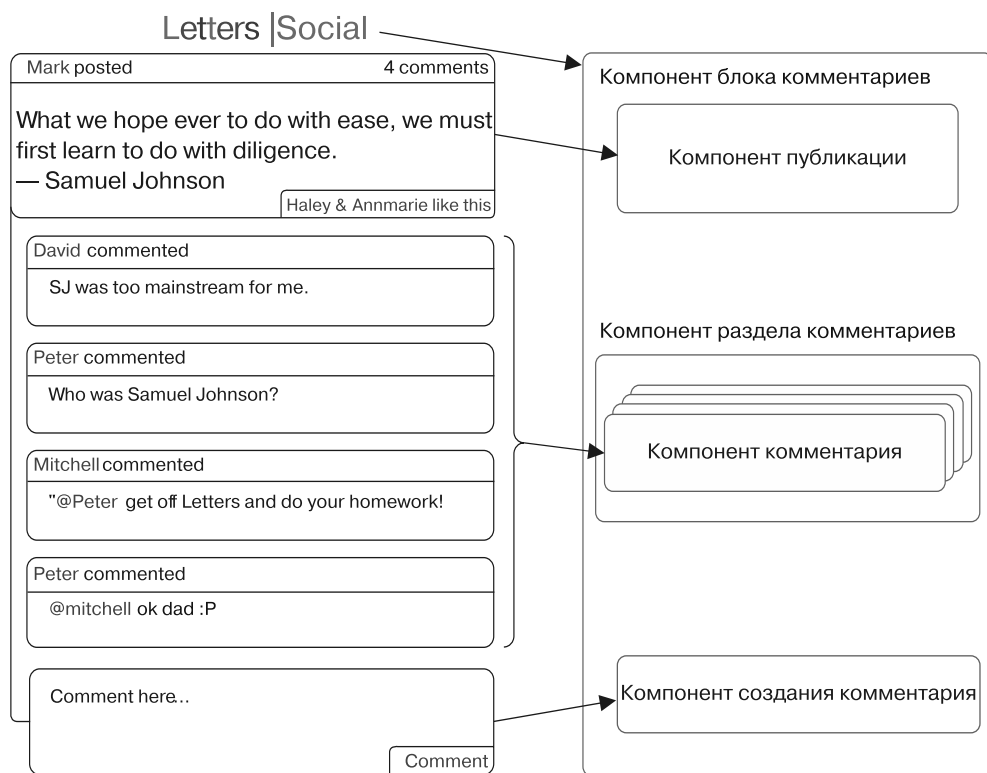 Letters |Social
Mark posted
4 comments
What we hope ever to do with ease, we must
first learn to do with diligence.
— Samuel Johnson
Haley & Annmarie like this
David commented
SJ was too mainstream for me.
Peter commented
Who was Samuel Johnson?
Mitchell commented
"@Peter get off Letters and do your homework!
Peter commented
@mitchell ok dad :P
Comment here...
Comment
Компонент блока комментариев
Компонент публикации
Компонент раздела комментариев
Компонент комментария
Компонент создания комментария